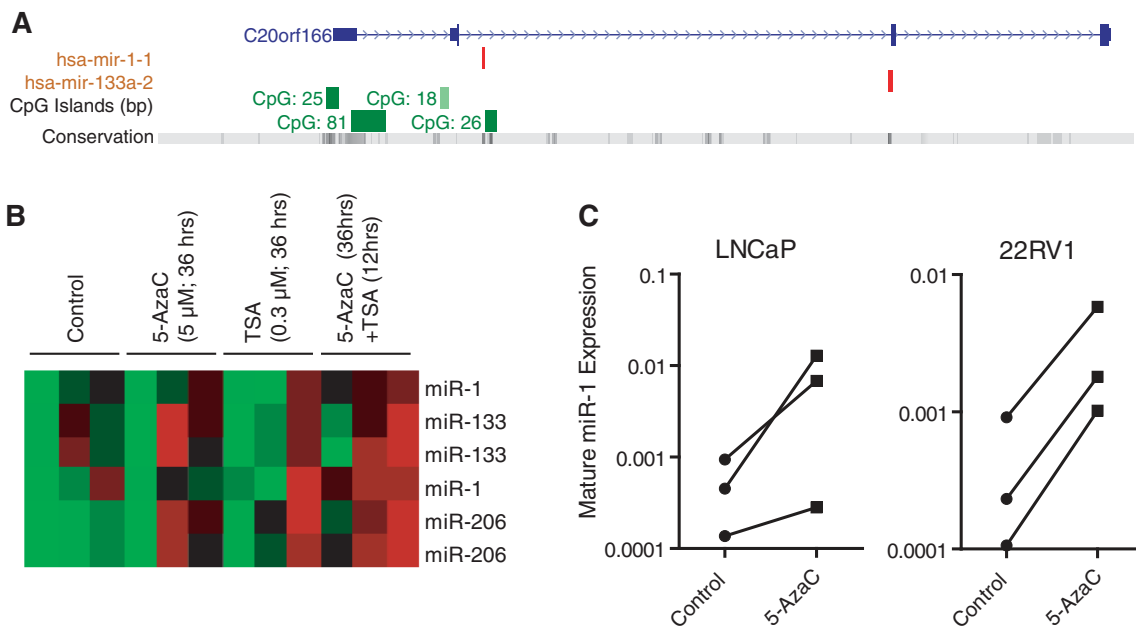 A
C20orf166
hsa-mir-1-1
hsa-mir-133a-2
CpG Islands (bp)
CpG: 25
CpG: 18
CpG: 81
CpG: 26
Conservation
B
Control
5-AzaC
(5 µM; 36 hrs)
TSA
(0.3 µM; 36 hrs)
5-AzaC (36hrs)
+TSA (12hrs)
miR-1
miR-133
miR-133
miR-1
miR-206
miR-206
C
LNCaP
Mature miR-1 Expression
0.1
0.01
0.001
0.0001
Control
5-AzaC
22RV1
0.01
0.001
0.0001
Control
5-AzaC